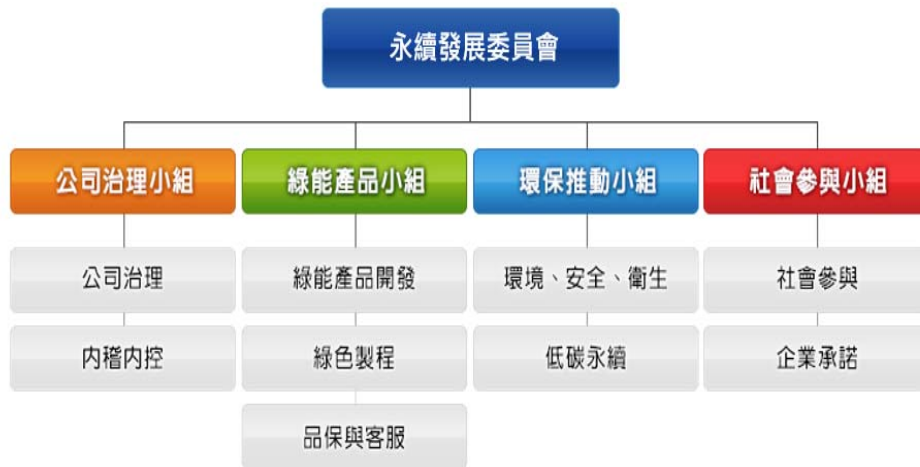 永續發展委員會
公司治理小組
綠能產品小組
環保推動小組
社會參與小組
公司治理
綠能產品開發
環境、安全、衛生
社會參與
內稽內控
綠色製程
低碳永續
企業承諾
品保與客服